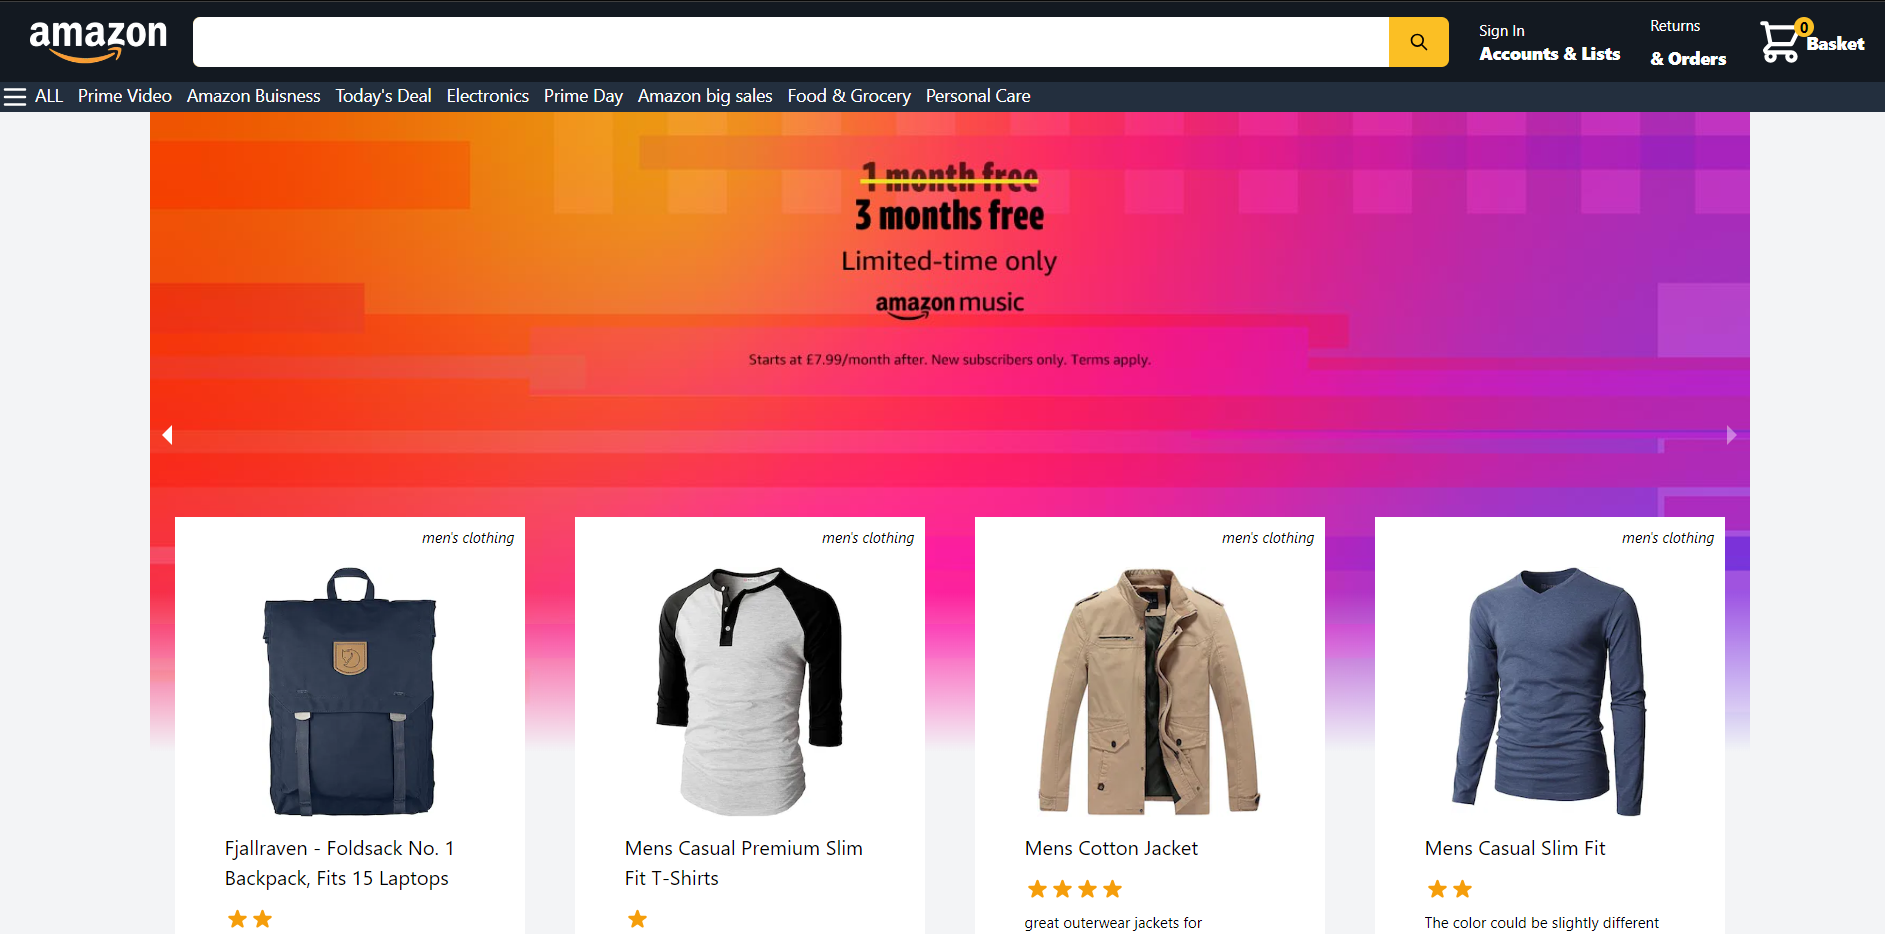 amazon
Sign In
Accounts & Lists
Returns
& Orders
0
Basket
ALL Prime Video Amazon Buisness Today's Deal Electronics Prime Day Amazon big sales Food & Grocery Personal Care
1 month free
3 months free
Limited-time only
amazon music
Starts at £7.99/month after. New subscribers only. Terms apply.
men's clothing
Fjallraven - Foldsack No. 1
Backpack, Fits 15 Laptops
men's clothing
Mens Casual Premium Slim
Fit T-Shirts
men's clothing
Mens Cotton Jacket
great outerwear jackets for
men's clothing
Mens Casual Slim Fit
The color could be slightly different